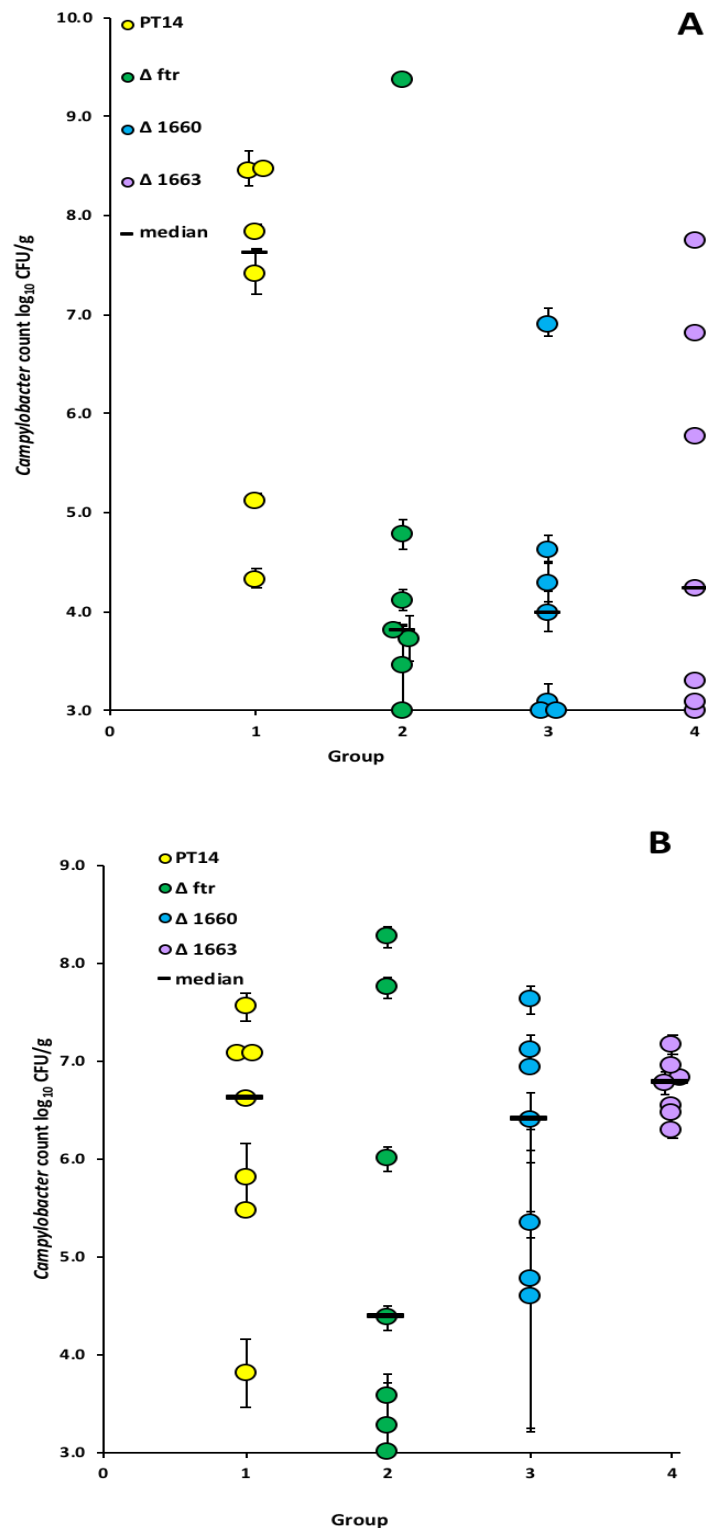 A
PT14
Δ ftr
Δ 1660
Δ 1663
median
Campylobacter count log10 CFU/g
10.0
9.0
8.0
7.0
6.0
5.0
4.0
3.0
0 1 2 3 4
Group
B
PT14
Δ ftr
Δ 1660
Δ 1663
median
Campylobacter count log10 CFU/g
9.0
8.0
7.0
6.0
5.0
4.0
3.0
0 1 2 3 4
Group